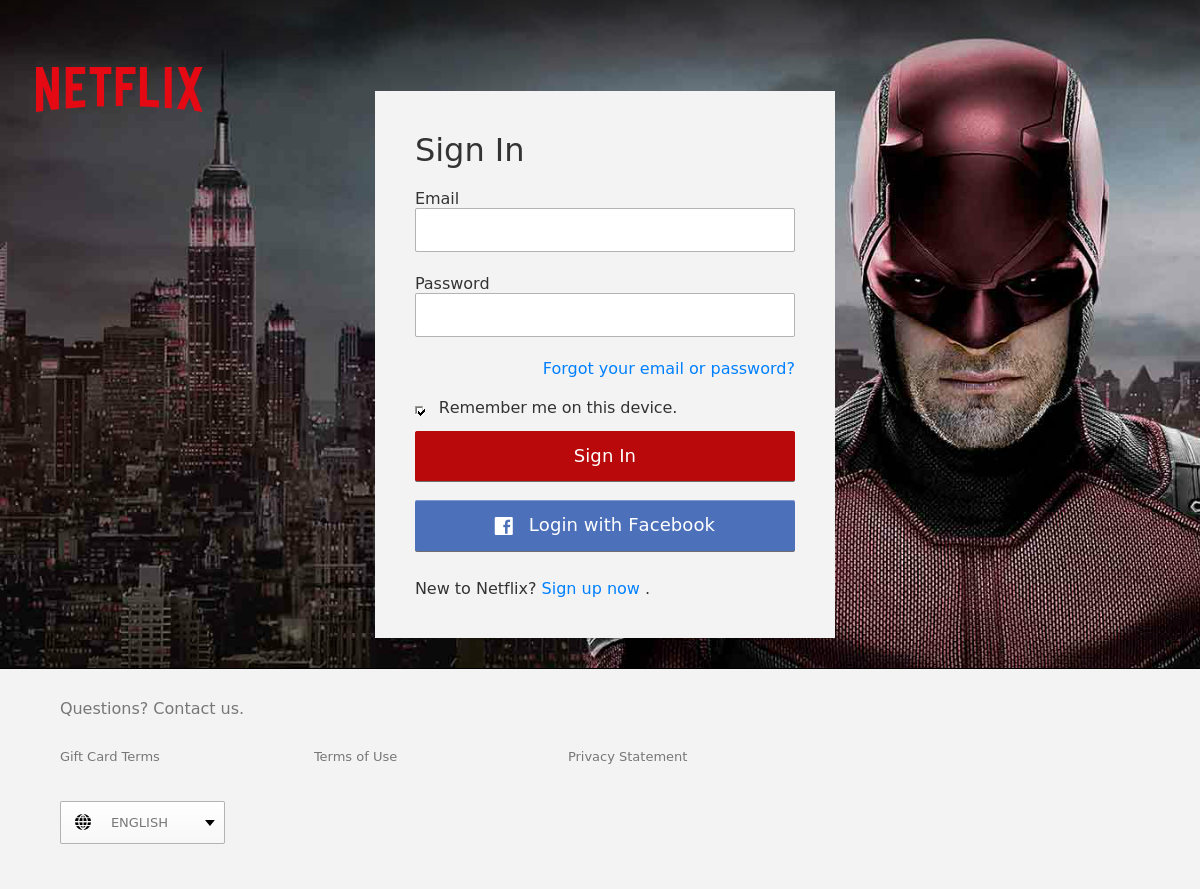 NETFLIX
Sign In
Email
Password
Forgot your email or password?
Remember me on this device.
Sign In
Login with Facebook
New to Netflix? Sign up now .
Questions? Contact us.
Gift Card Terms
Terms of Use
Privacy Statement
ENGLISH